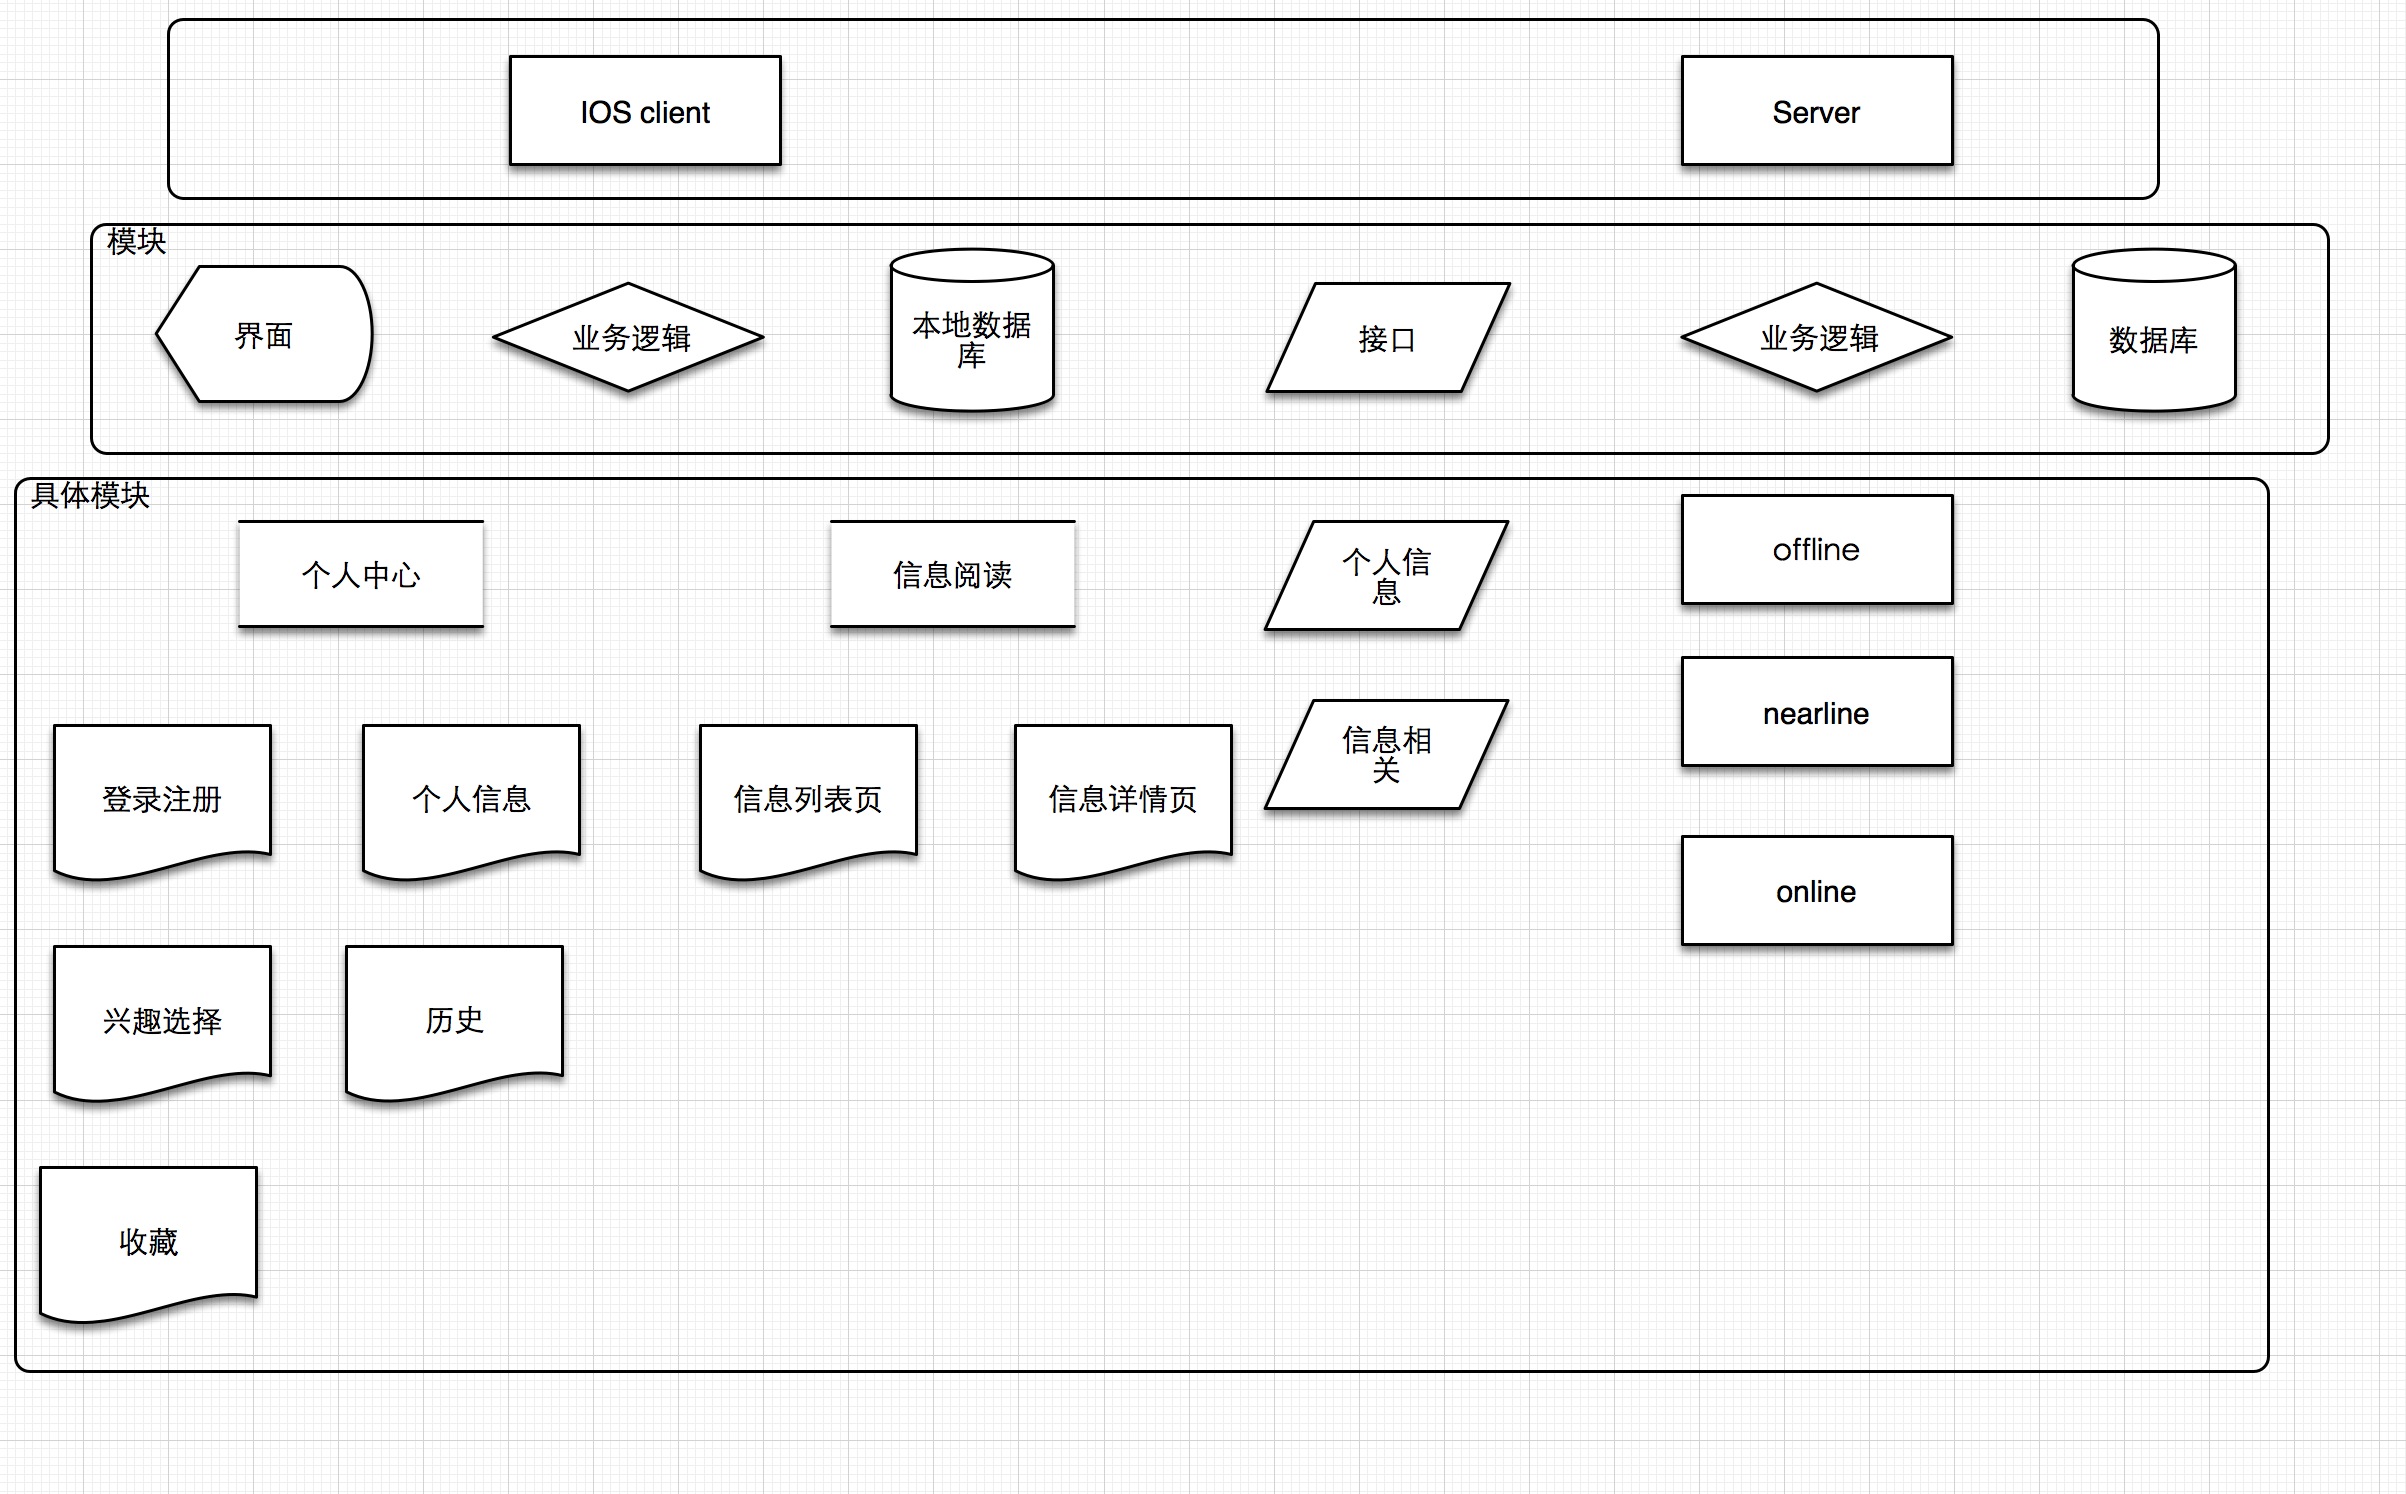 IOS client
Server
模块
界面
业务逻辑
本地数据
库
接口
业务逻辑
数据库
具体模块
个人中心
信息阅读
个人信
息
offline
信息相
关
nearline
登录注册
个人信息
信息列表页
信息详情页
online
兴趣选择
历史
收藏